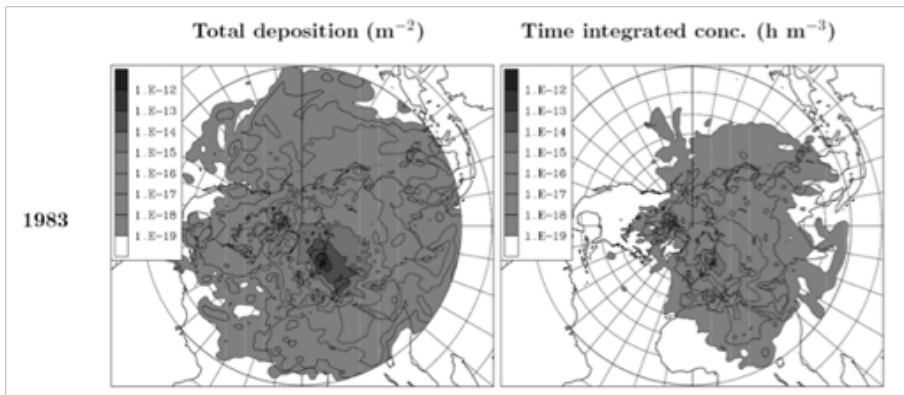 Total deposition (m⁻²)
Time integrated conc. (h m⁻³)
1.E-12
1.E-13
1.E-14
1.E-15
1.E-16
1.E-17
1.E-18
1.E-19
1.E-12
1.E-13
1.E-14
1.E-15
1.E-16
1.E-17
1.E-18
1.E-19
1983